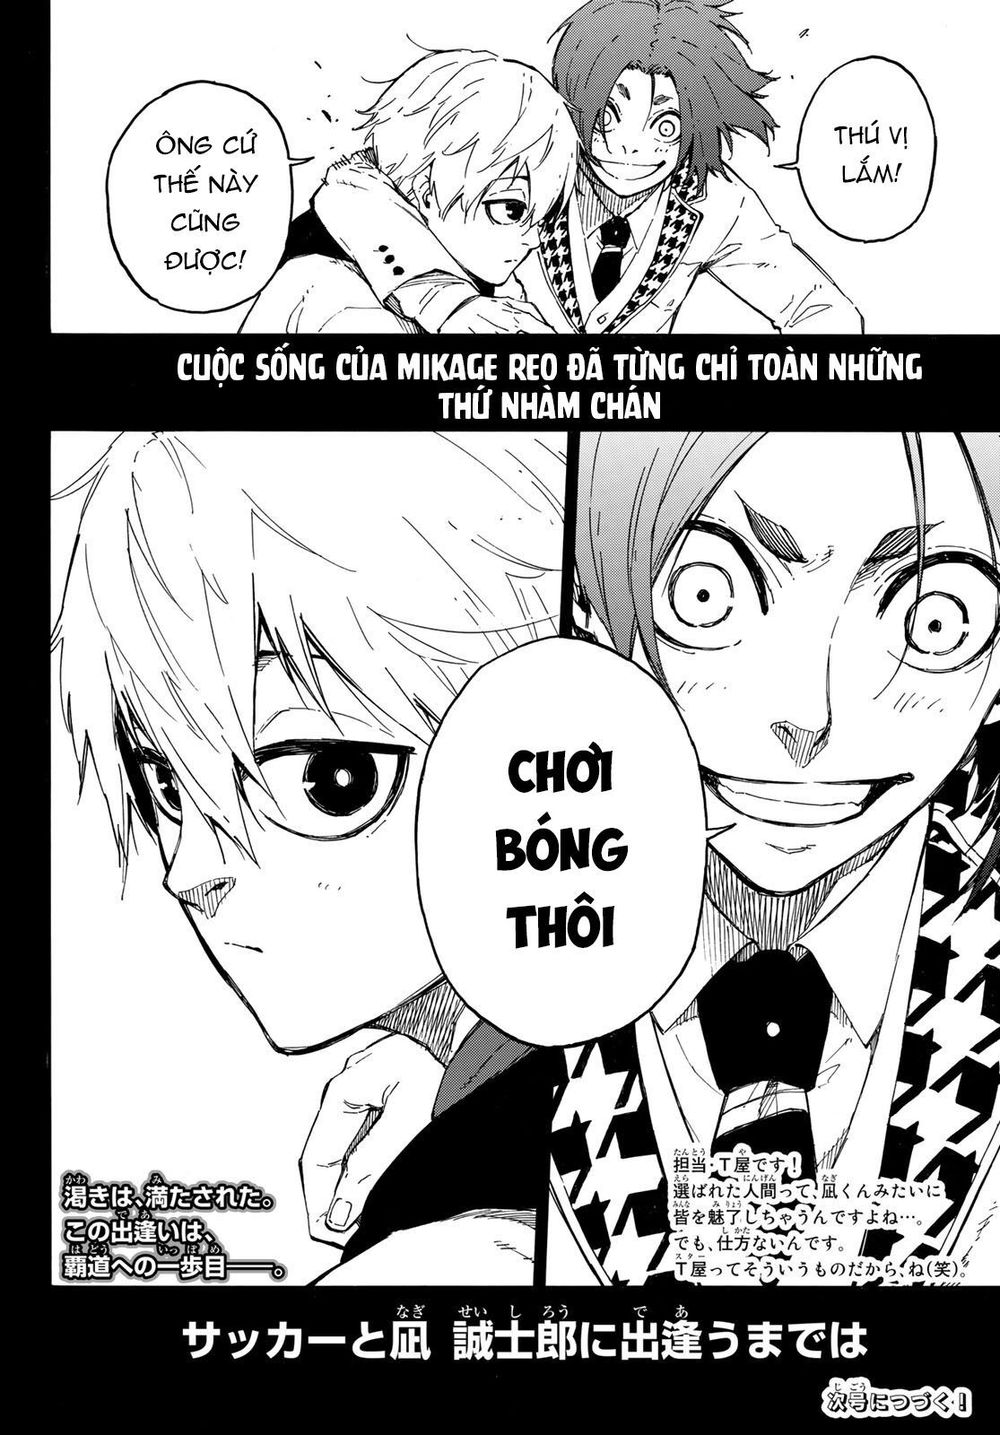 THÚ VỊ
LẮM!
ÔNG CỨ
THẾ NÀY
CŨNG
ĐƯỢC!
CUỘC SỐNG CỦA MIKAGE REO ĐÃ TỪNG CHỈ TOÀN NHỮNG
THỨ NHÀM CHÁN
CHƠI
BÓNG
THÔI
担当・T屋です!
選ばれた人間って、凪くんみたいに
皆を魅了しちゃうんですよね…。
でも、仕方ないんです。
T屋ってそういうものだから、ね(笑)。
渇きは、満たされた。
この出逢いは、
覇道への一歩目——。
サッカーと凪 誠士郎に出逢うまでは
次号につづく!